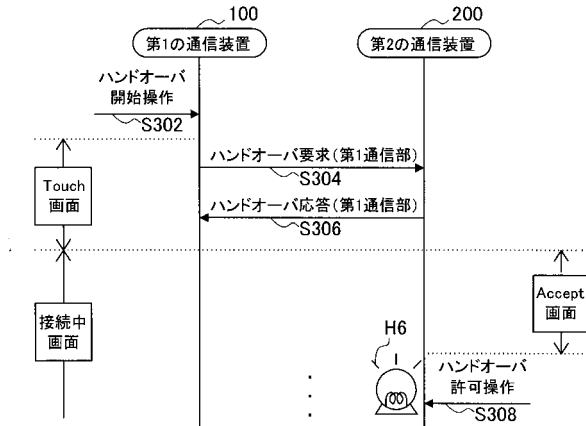 100
200
第1の通信装置
第2の通信装置
ハンドオーバ
開始操作
S302
ハンドオーバ要求(第1通信部)
S304
Touch
画面
ハンドオーバ応答(第1通信部)
S306
Accept
画面
接続中
画面
H6
ハンドオーバ
許可操作
S308